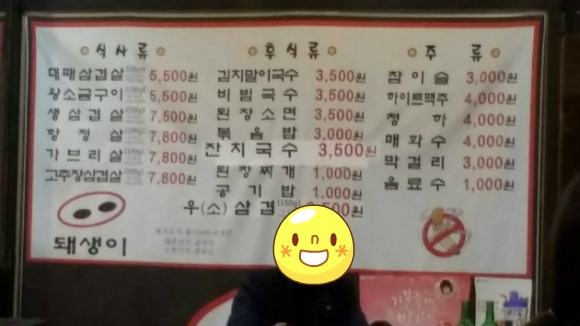 식 사 류
대패삼겹살(150g) 5,500원
왕소금구이 5,500원
생삼겹살 7,500원
항정살 7,800원
가브리살 7,800원
고추장삼겹살 7,800원
돼생이
후 식 류
김치말이국수 3,500원
비빔국수 3,500원
된장소면 3,500원
볶음밥 3,000원
잔치국수 3,500원
된장찌개 1,000원
공기밥 1,000원
우(소)삼겹(150g) 500원
주 류
참이슬 3,000원
하이트맥주 4,000원
청하 4,000원
매화수 4,000원
막걸리 3,000원
음료수 1,000원